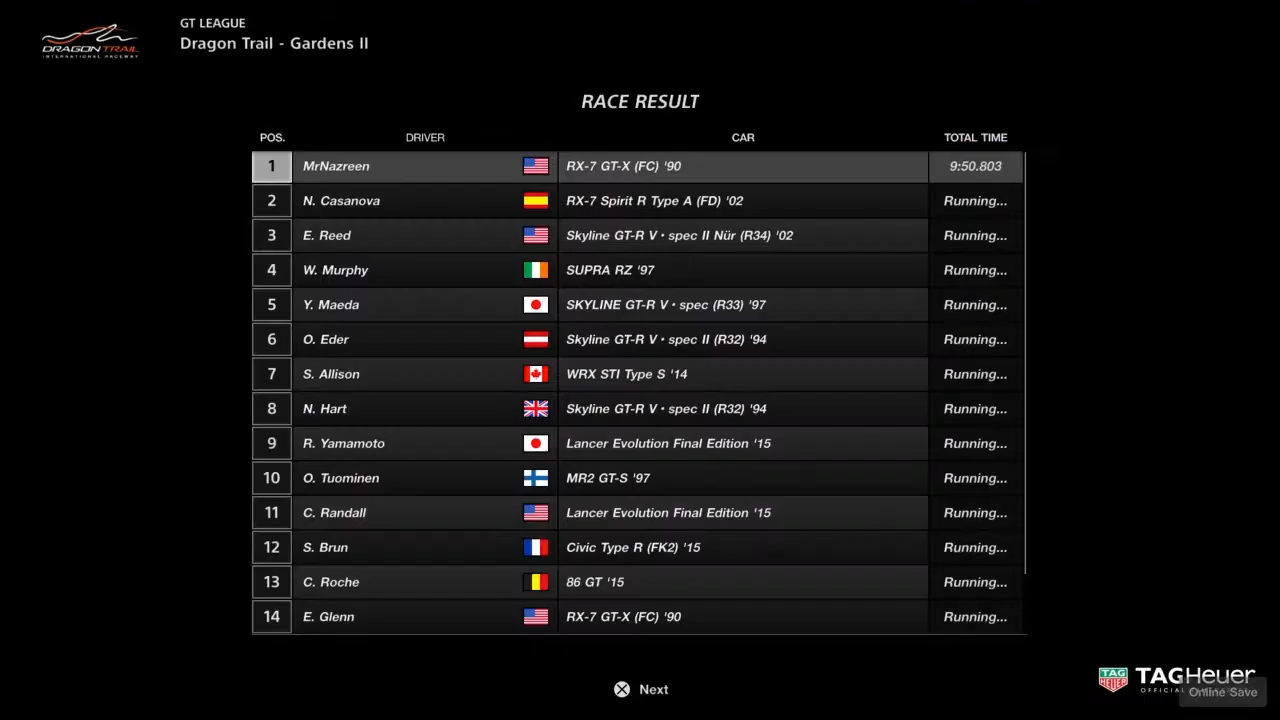 GT LEAGUE
Dragon Trail - Gardens II
DRAGON TRAIL
INTERNATIONAL RACEWAY
RACE RESULT
POS. DRIVER CAR TOTAL TIME
1 MrNazreen RX-7 GT-X (FC) '90 9:50.803
2 N. Casanova RX-7 Spirit R Type A (FD) '02 Running...
3 E. Reed Skyline GT-R V・spec II Nür (R34) '02 Running...
4 W. Murphy SUPRA RZ '97 Running...
5 Y. Maeda SKYLINE GT-R V・spec (R33) '97 Running...
6 O. Eder Skyline GT-R V・spec II (R32) '94 Running...
7 S. Allison WRX STI Type S '14 Running...
8 N. Hart Skyline GT-R V・spec II (R32) '94 Running...
9 R. Yamamoto Lancer Evolution Final Edition '15 Running...
10 O. Tuominen MR2 GT-S '97 Running...
11 C. Randall Lancer Evolution Final Edition '15 Running...
12 S. Brun Civic Type R (FK2) '15 Running...
13 C. Roche 86 GT '15 Running...
14 E. Glenn RX-7 GT-X (FC) '90 Running...
Next
TAG HEUER
TAGHeuer
Online Save